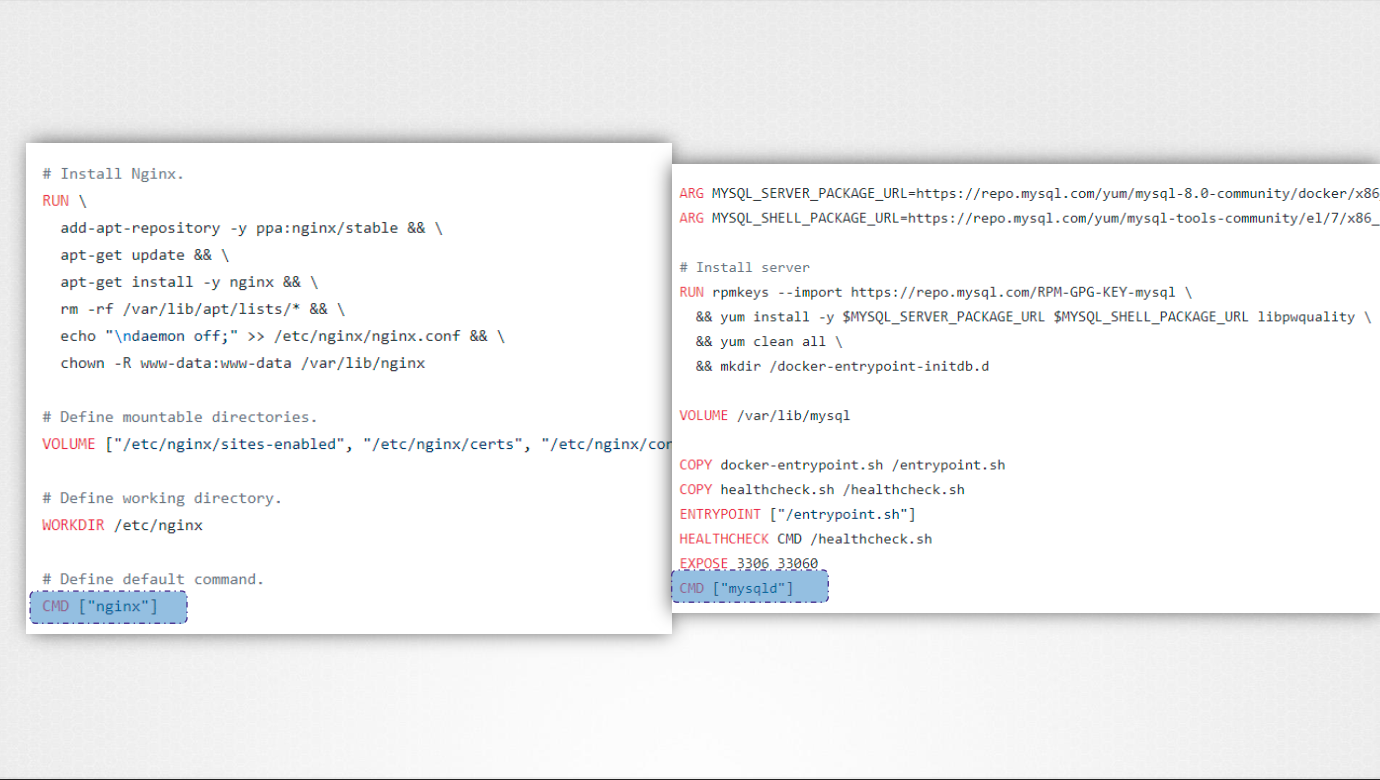 # Install Nginx.
RUN \
add-apt-repository -y ppa:nginx/stable && \
apt-get update && \
apt-get install -y nginx && \
rm -rf /var/lib/apt/lists/* && \
echo "\ndaemon off;" >> /etc/nginx/nginx.conf && \
chown -R www-data:www-data /var/lib/nginx
# Define mountable directories.
VOLUME ["/etc/nginx/sites-enabled", "/etc/nginx/certs", "/etc/nginx/con
# Define working directory.
WORKDIR /etc/nginx
# Define default command.
CMD ["nginx"]
ARG MYSQL_SERVER_PACKAGE_URL=https://repo.mysql.com/yum/mysql-8.0-community/docker/x86
ARG MYSQL_SHELL_PACKAGE_URL=https://repo.mysql.com/yum/mysql-tools-community/el/7/x86_
# Install server
RUN rpmkeys --import https://repo.mysql.com/RPM-GPG-KEY-mysql \
&& yum install -y $MYSQL_SERVER_PACKAGE_URL $MYSQL_SHELL_PACKAGE_URL libpwquality \
&& yum clean all \
&& mkdir /docker-entrypoint-initdb.d
VOLUME /var/lib/mysql
COPY docker-entrypoint.sh /entrypoint.sh
COPY healthcheck.sh /healthcheck.sh
ENTRYPOINT ["/entrypoint.sh"]
HEALTHCHECK CMD /healthcheck.sh
EXPOSE 3306 33060
CMD ["mysqld"]